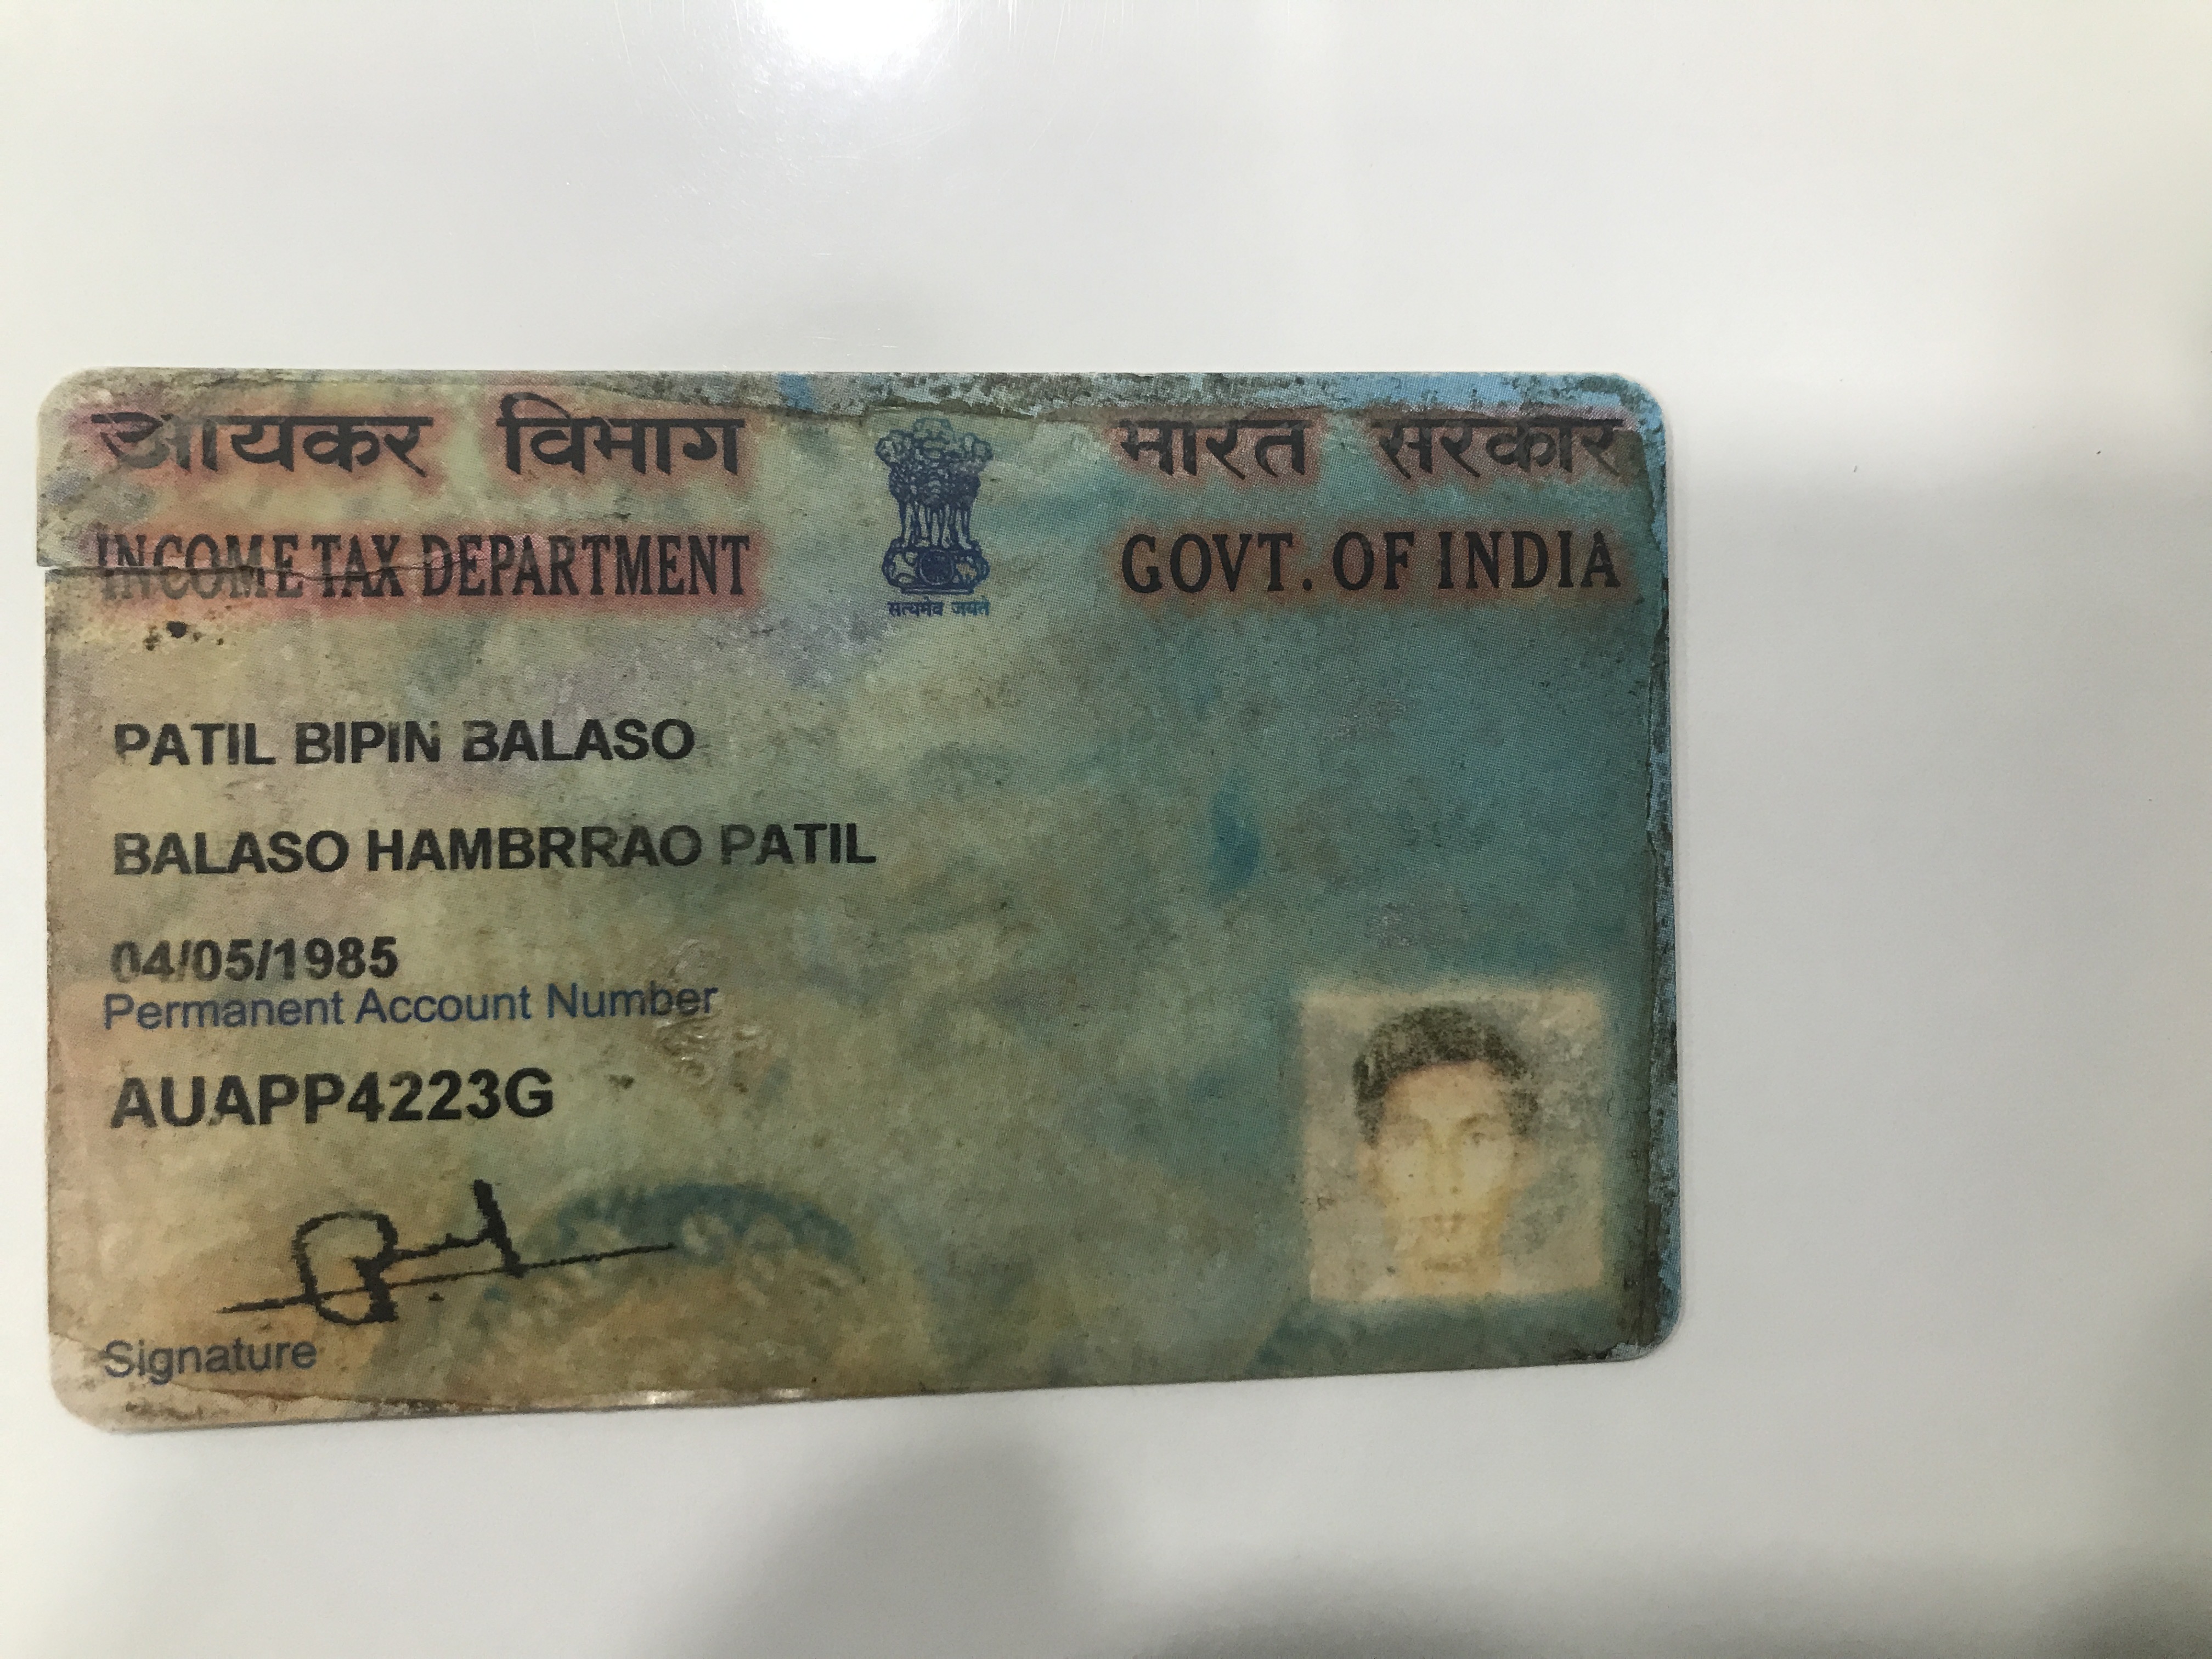 आयकर विभाग
INCOME TAX DEPARTMENT
सत्यमेव जयते
भारत सरकार
GOVT. OF INDIA
PATIL BIPIN BALASO
BALASO HAMBRRAO PATIL
04/05/1985
Permanent Account Number
AUAPP4223G
Signature